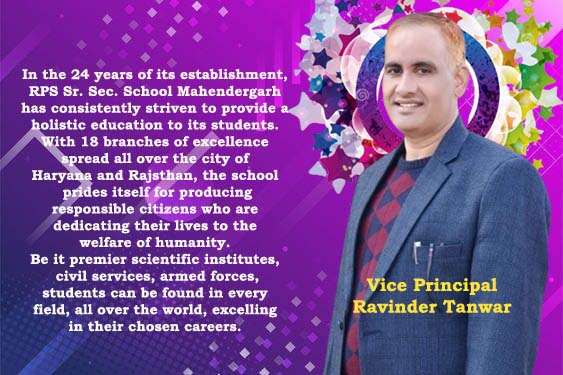 In the 24 years of its establishment,
RPS Sr. Sec. School Mahendergarh
has consistently striven to provide a
holistic education to its students.
With 18 branches of excellence
spread all over the city of
Haryana and Rajsthan, the school
prides itself for producing
responsible citizens who are
dedicating their lives to the
welfare of humanity.
Be it premier scientific institutes,
civil services, armed forces,
students can be found in every
field, all over the world, excelling
in their chosen careers.
Vice Principal
Ravinder Tanwar